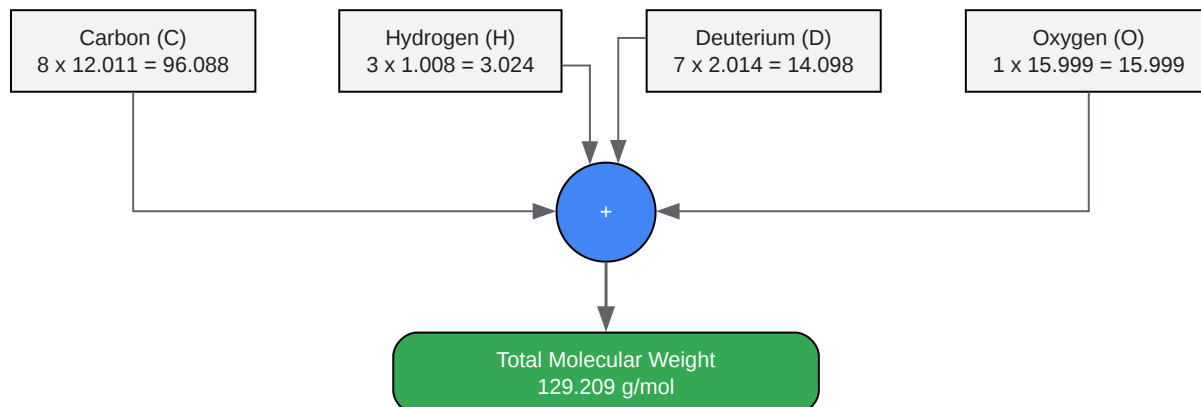 Carbon (C)
8 x 12.011 = 96.088
Hydrogen (H)
3 x 1.008 = 3.024
Deuterium (D)
7 x 2.014 = 14.098
Oxygen (O)
1 x 15.999 = 15.999
+
Total Molecular Weight
129.209 g/mol